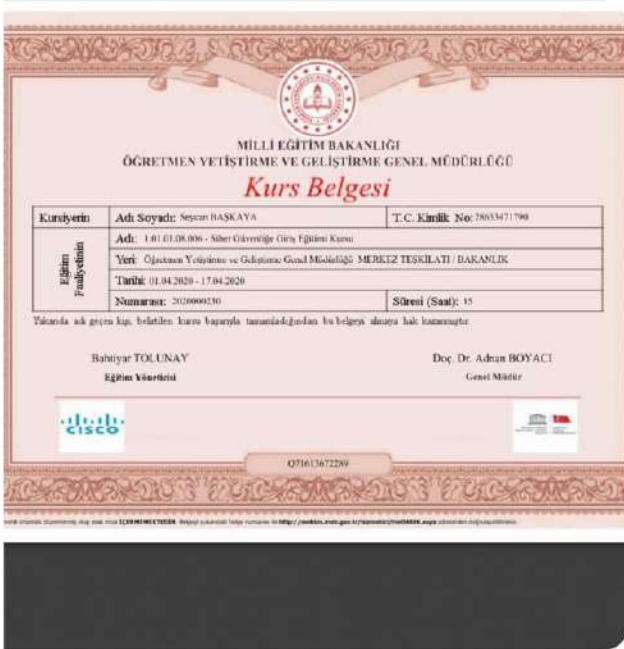 MİLLİ EĞİTİM BAKANLIĞI
ÖĞRETMEN YETİŞTİRME VE GELİŞTİRME GENEL MÜDÜRLÜĞÜ
Kurs Belgesi
Kursiyerin Adı Soyadı: Seycan BAŞKAYA T.C. Kimlik No: 28653471790
Eğitim Faaliyetinin
Adı: 1.01.01.08.006 - Siber Güvenliğe Giriş Eğitimi Kursu
Yeri: Öğretmen Yetiştirme ve Geliştirme Genel Müdürlüğü MERKEZ TEŞKİLATI / BAKANLIK
Tarihi: 01.04.2020 - 17.04.2020
Numarası: 2020000230 Süresi (Saat): 15
Yukarıda adı geçen kişi, belirtilen kursu başarıyla tamamladığından bu belgeyi almaya hak kazanmıştır.
Bahtiyar TOLUNAY Doç. Dr. Adnan BOYACI
Eğitim Yöneticisi Genel Müdür
CISCO
Q71613672289